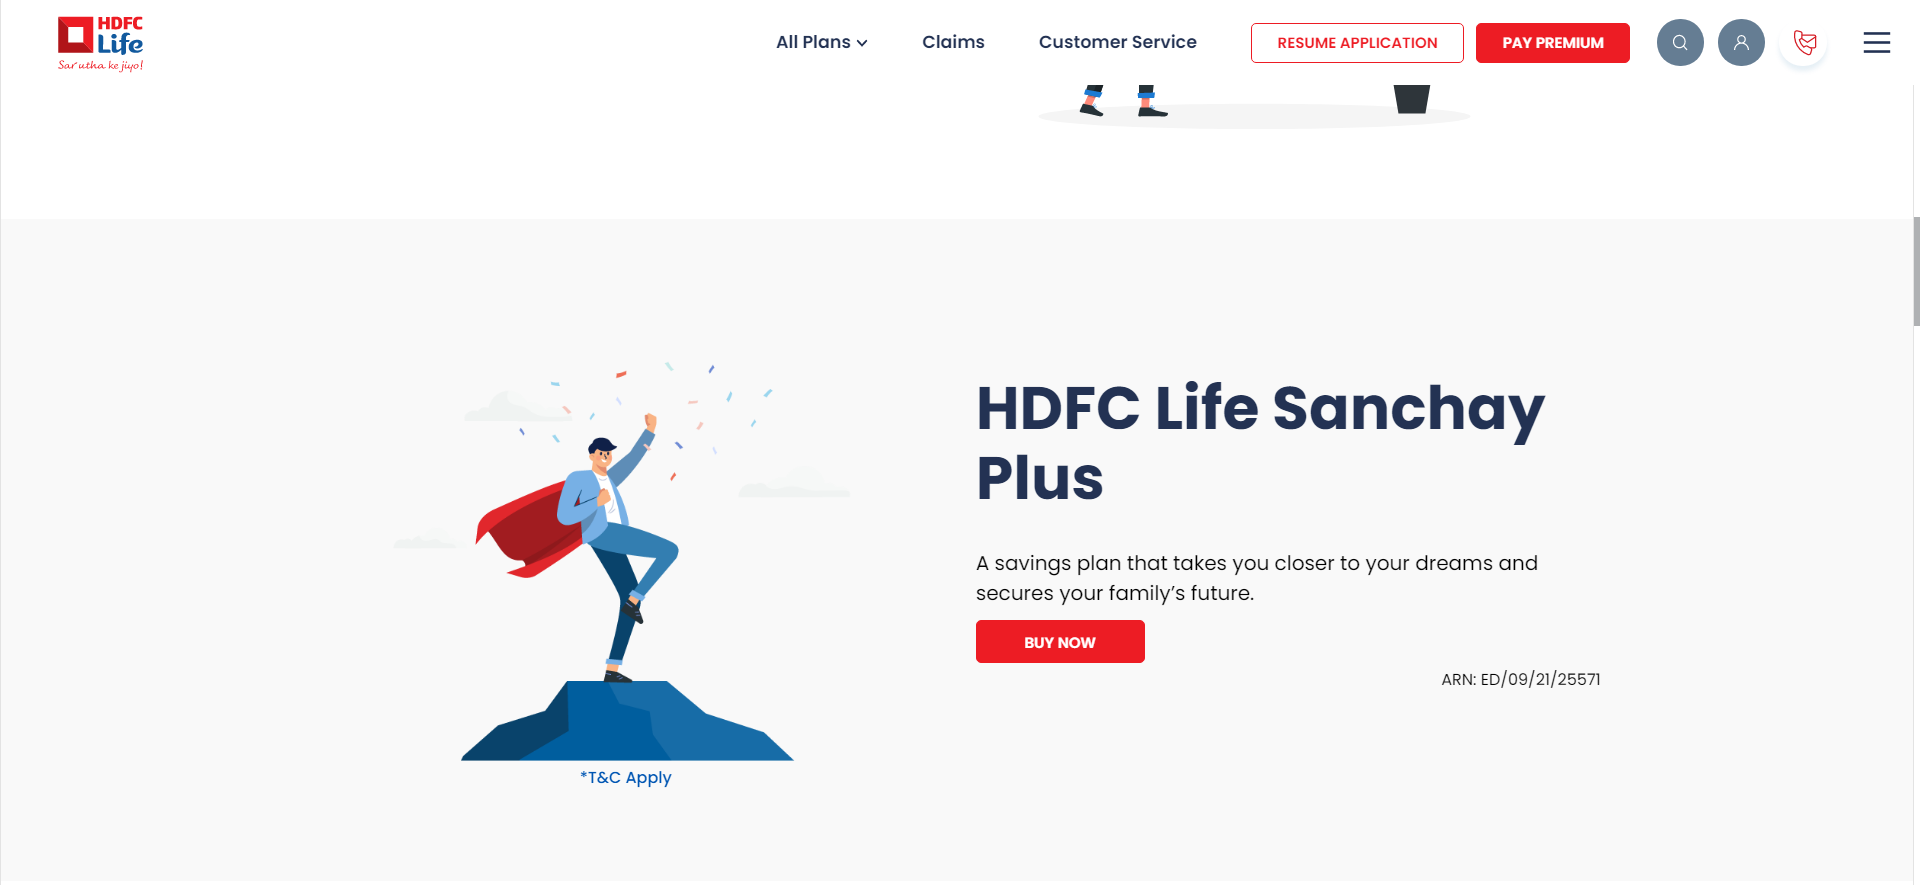 HDFC
Life
Sar utha ke jiyo!
All Plans
Claims
Customer Service
RESUME APPLICATION
PAY PREMIUM
HDFC Life Sanchay
Plus
A savings plan that takes you closer to your dreams and
secures your family’s future.
BUY NOW
ARN: ED/09/21/25571
*T&C Apply